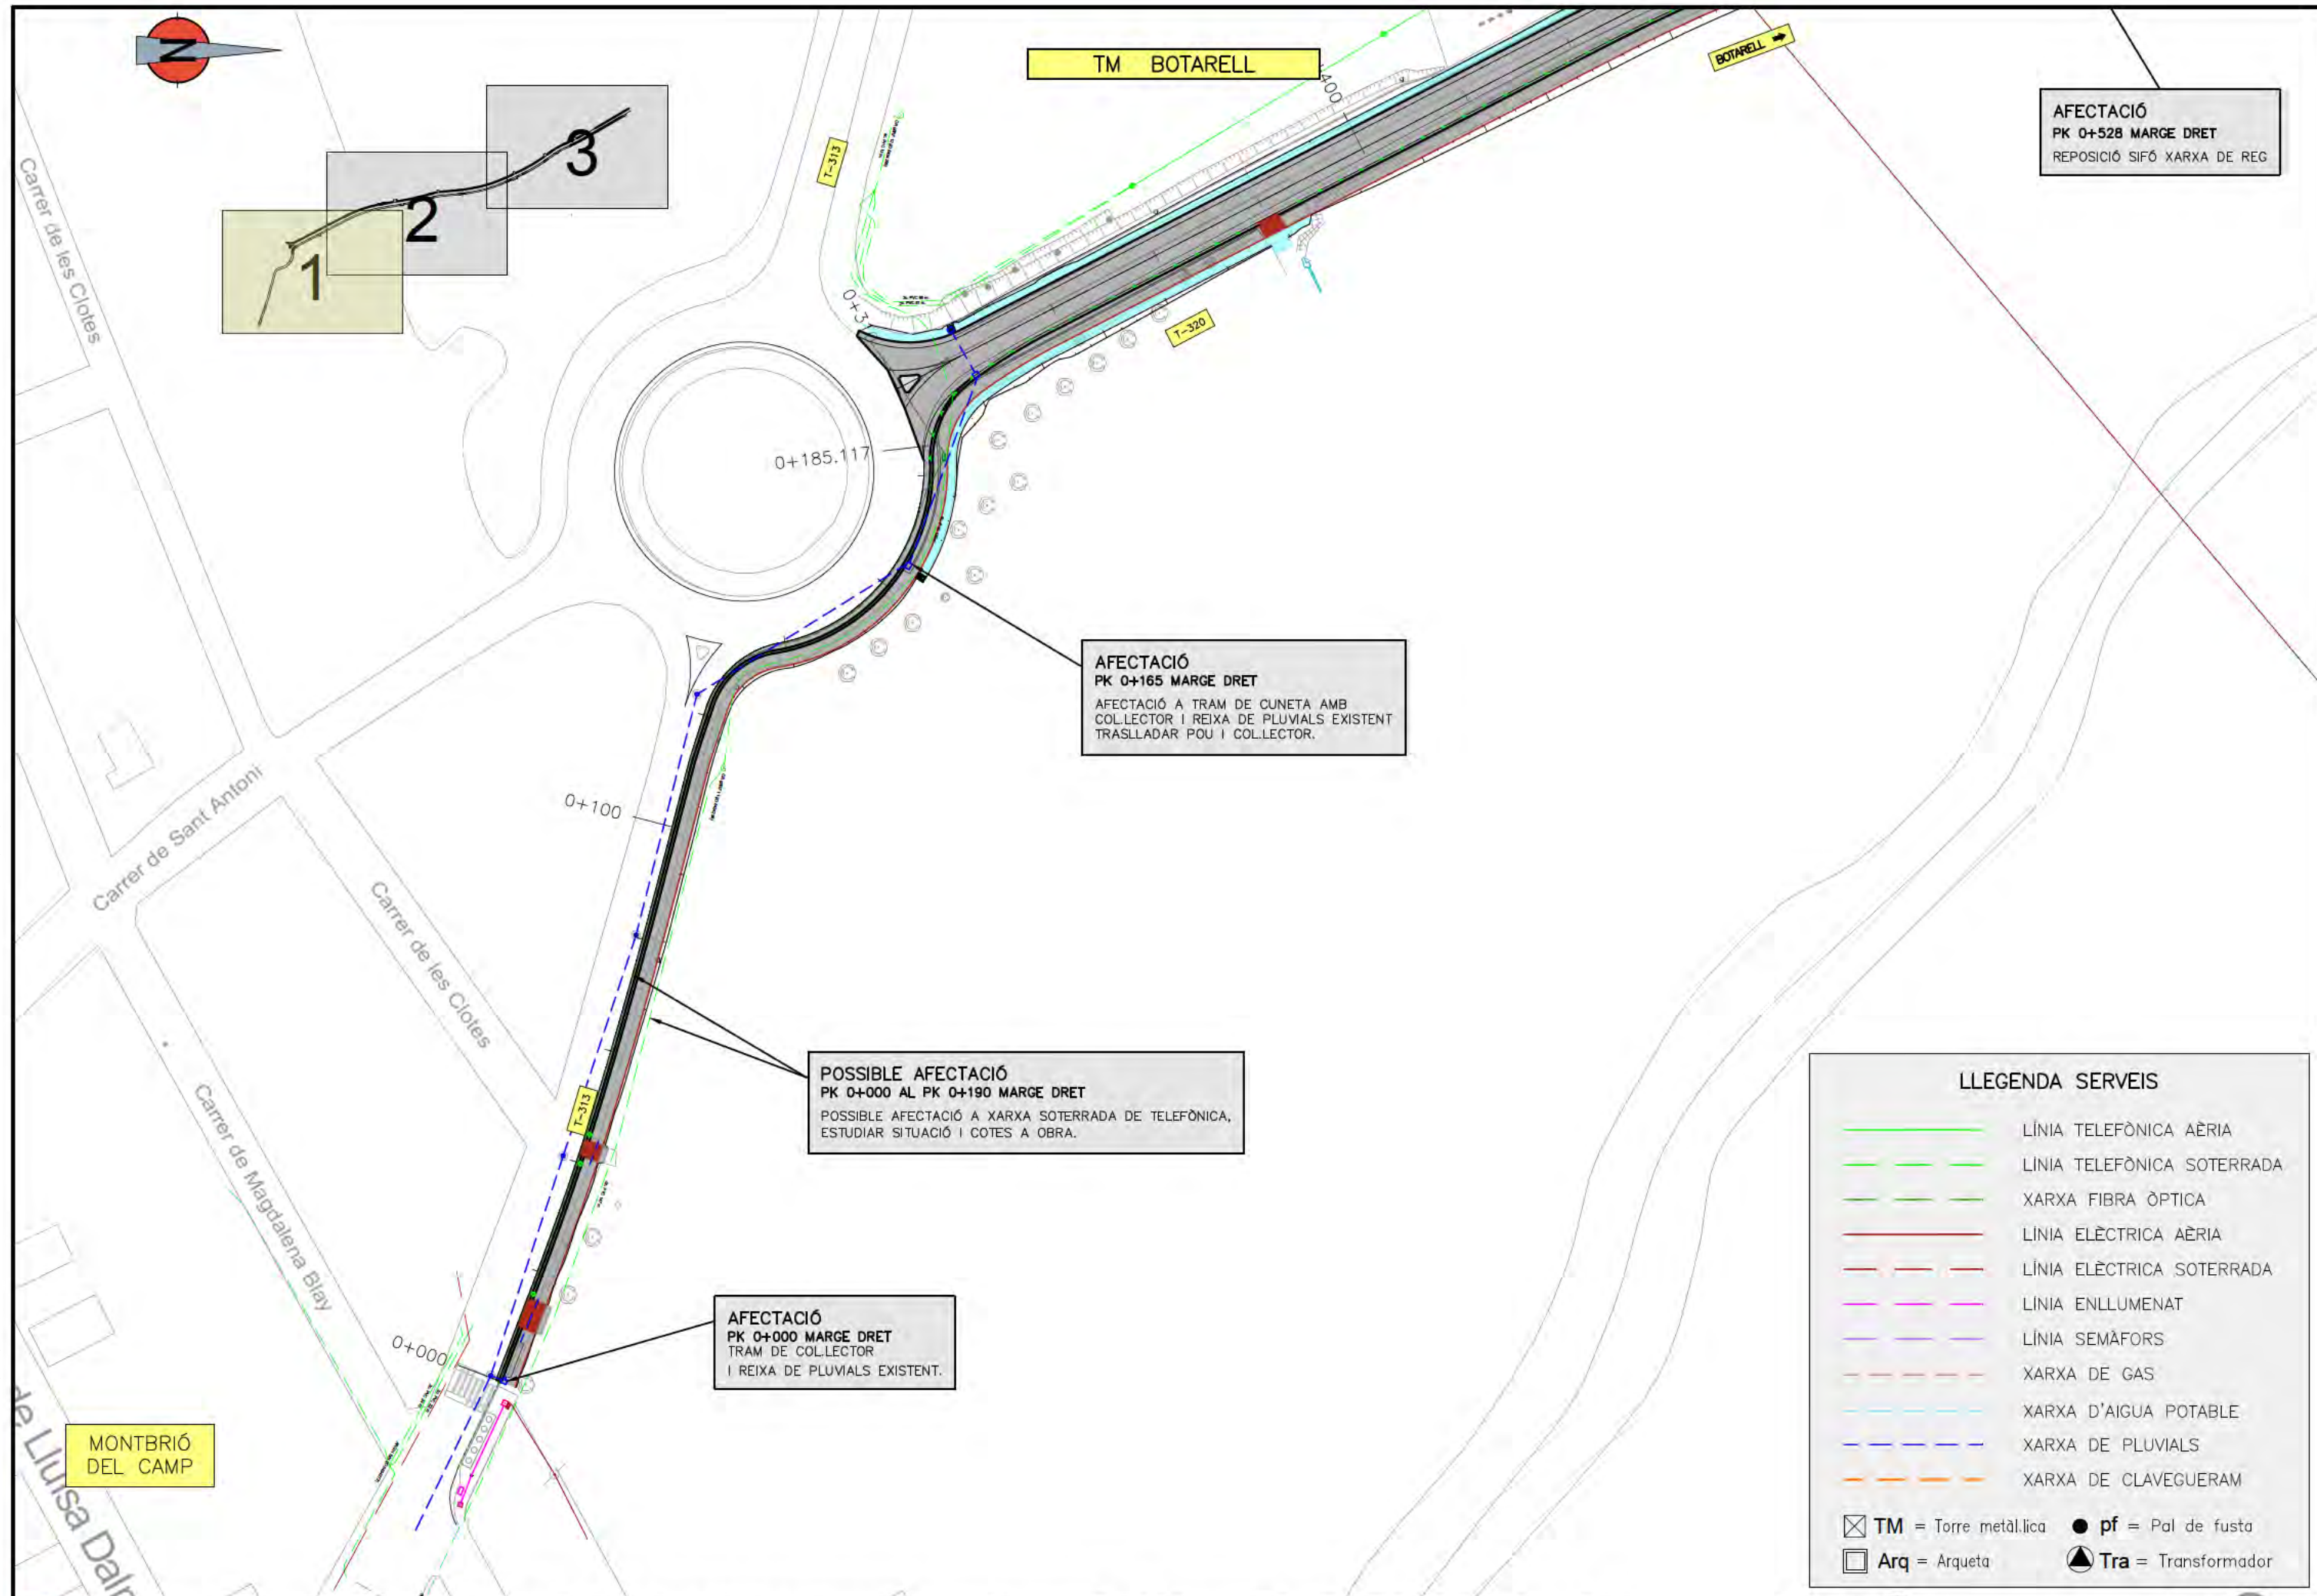 N
TM BOTARELL
BOTARELL
AFECTACIÓ
PK 0+528 MARGE DRET
REPOSICIÓ SIFÓ XARXA DE REG
1
2
3
T-313
400
T-320
0+3
0+185.117
Carrer de les Clotes
AFECTACIÓ
PK 0+165 MARGE DRET
AFECTACIÓ A TRAM DE CUNETA AMB
COL.LECTOR I REIXA DE PLUVIALS EXISTENT
TRASLLADAR POU I COL.LECTOR.
0+100
Carrer de Sant Antoni
Carrer de les Clotes
POSSIBLE AFECTACIÓ
PK 0+000 AL PK 0+190 MARGE DRET
POSSIBLE AFECTACIÓ A XARXA SOTERRADA DE TELEFÒNICA,
ESTUDIAR SITUACIÓ I COTES A OBRA.
T-313
Carrer de Magdalena Blay
AFECTACIÓ
PK 0+000 MARGE DRET
TRAM DE COL.LECTOR
I REIXA DE PLUVIALS EXISTENT.
0+000
MONTBRIÓ
DEL CAMP
de Lluïsa Dalm
LLEGENDA SERVEIS
LÍNIA TELEFÒNICA AÈRIA
LÍNIA TELEFÒNICA SOTERRADA
XARXA FIBRA ÒPTICA
LÍNIA ELÈCTRICA AÈRIA
LÍNIA ELÈCTRICA SOTERRADA
LÍNIA ENLLUMENAT
LÍNIA SEMÀFORS
XARXA DE GAS
XARXA D'AIGUA POTABLE
XARXA DE PLUVIALS
XARXA DE CLAVEGUERAM
TM = Torre metàl.lica
pf = Pal de fusta
Arq = Arqueta
Tra = Transformador